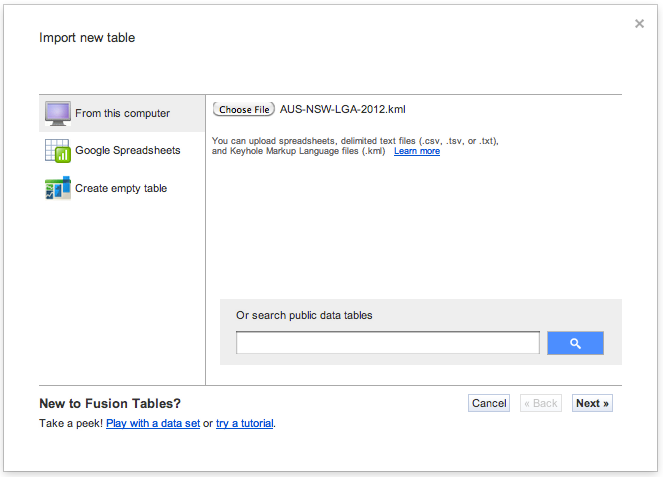 Import new table
From this computer
Google Spreadsheets
Create empty table
Choose File AUS-NSW-LGA-2012.kml
You can upload spreadsheets, delimited text files (.csv, .tsv, or .txt),
and Keyhole Markup Language files (.kml) Learn more
Or search public data tables
New to Fusion Tables?
Take a peek! Play with a data set or try a tutorial.
Cancel « Back Next »